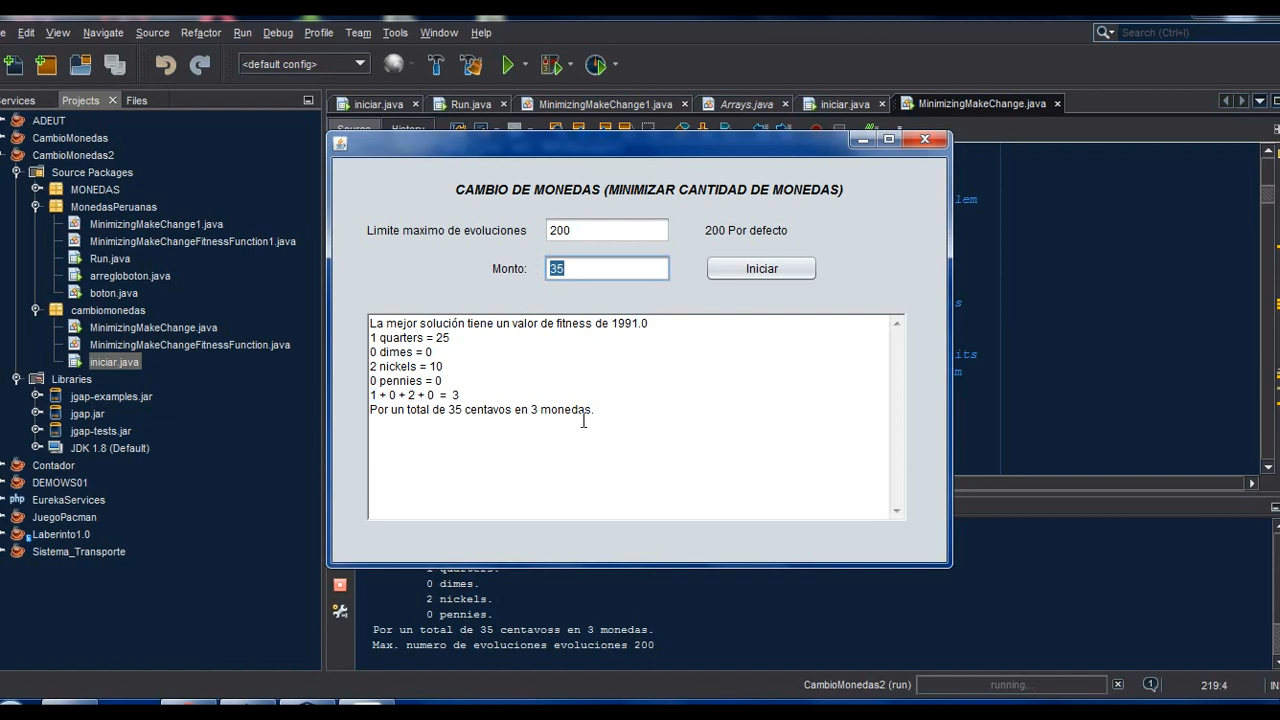 Edit View Navigate Source Refactor Run Debug Profile Team Tools Window Help
Search (Ctrl+I)
<default config>
Services Projects Files
iniciar.java Run.java MinimizingMakeChange1.java Arrays.java iniciar.java MinimizingMakeChange.java
Source History
ADEUT
CambioMonedas
CambioMonedas2
Source Packages
MONEDAS
MonedasPeruanas
MinimizingMakeChange1.java
MinimizingMakeChangeFitnessFunction1.java
Run.java
arregloboton.java
boton.java
cambiomonedas
MinimizingMakeChange.java
MinimizingMakeChangeFitnessFunction.java
iniciar.java
Libraries
jgap-examples.jar
jgap.jar
jgap-tests.jar
JDK 1.8 (Default)
Contador
DEMOWS01
EurekaServices
JuegoPacman
Laberinto1.0
Sistema_Transporte
CAMBIO DE MONEDAS (MINIMIZAR CANTIDAD DE MONEDAS)
Limite maximo de evoluciones 200 200 Por defecto
Monto: 35 Iniciar
La mejor solución tiene un valor de fitness de 1991.0
1 quarters = 25
0 dimes = 0
2 nickels = 10
0 pennies = 0
1 + 0 + 2 + 0 = 3
Por un total de 35 centavos en 3 monedas.
1 quarters.
0 dimes.
2 nickels.
0 pennies.
Por un total de 35 centavoss en 3 monedas.
Max. numero de evoluciones evoluciones 200
CambioMonedas2 (run) running... 1 219:4